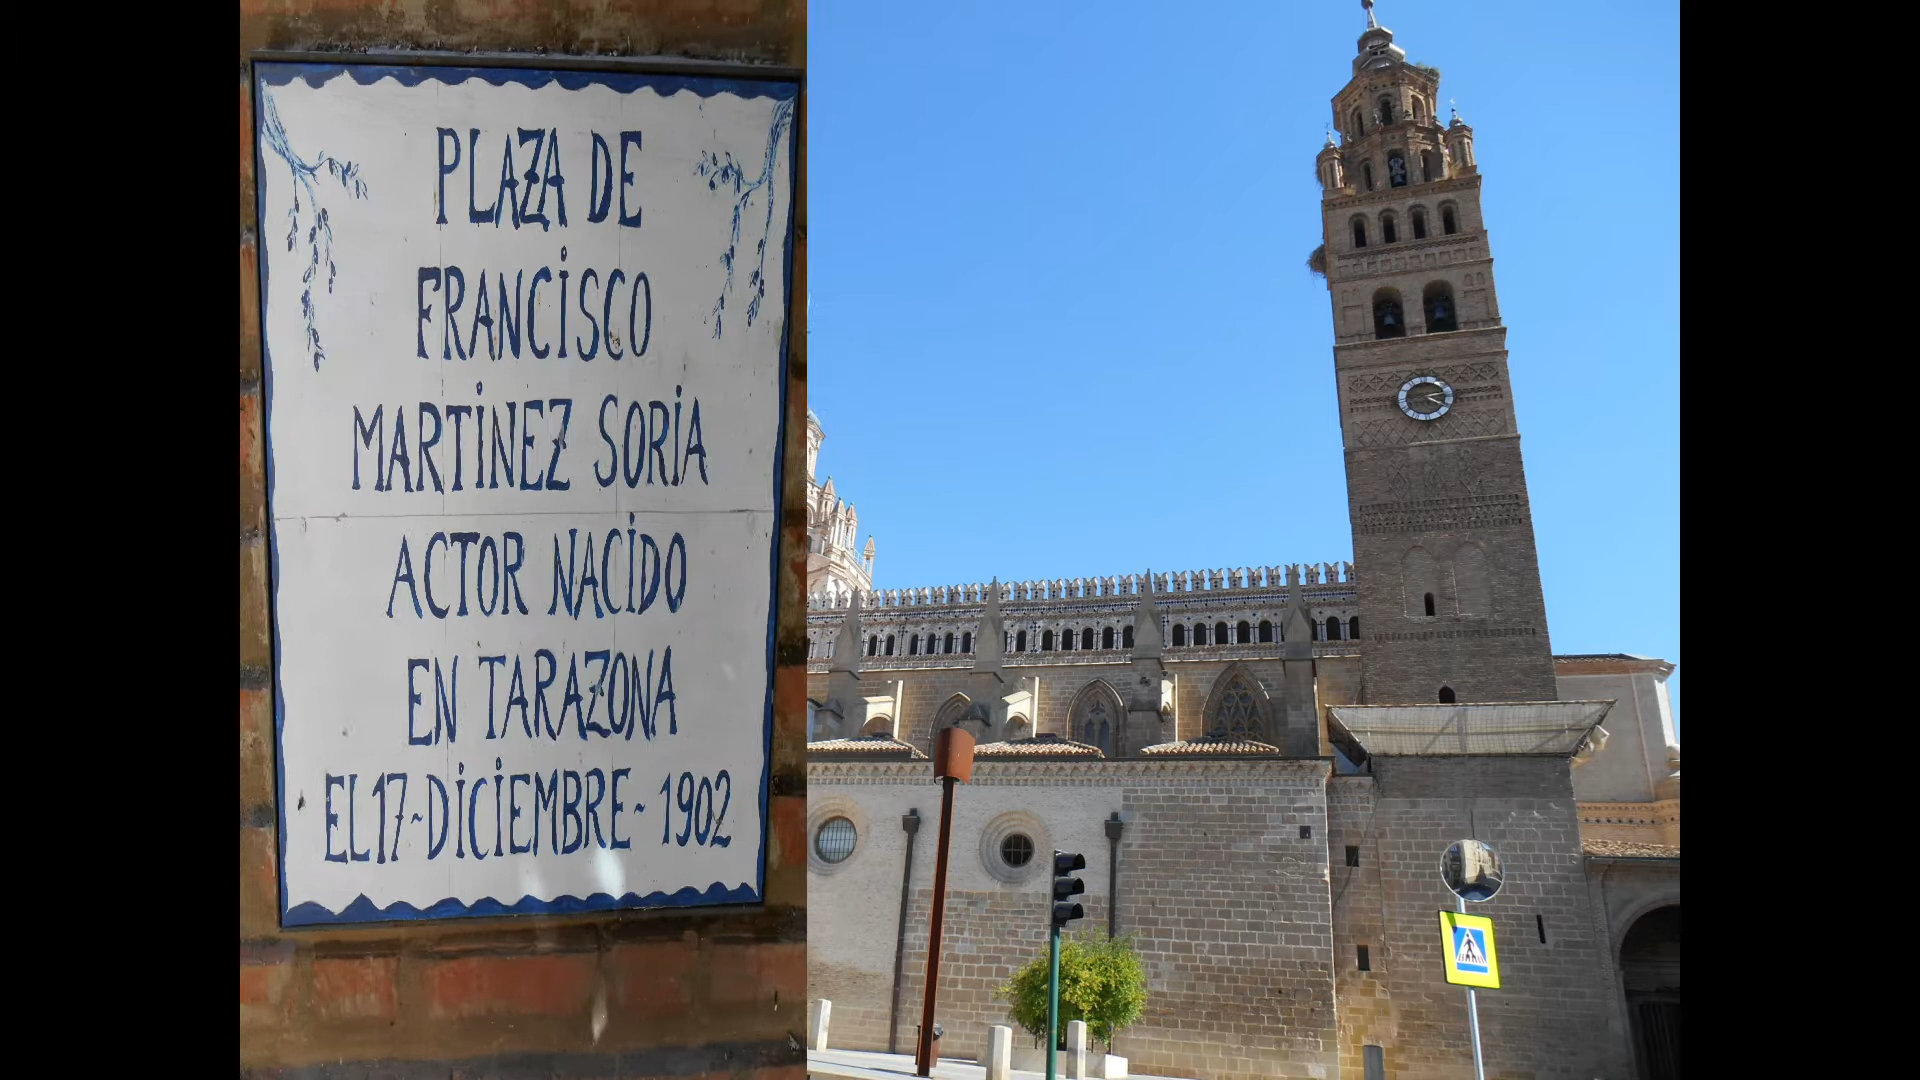 PLAZA DE
FRANCISCO
MARTINEZ SORIA
ACTOR NACIDO
EN TARAZONA
EL 17~DICIEMBRE~1902